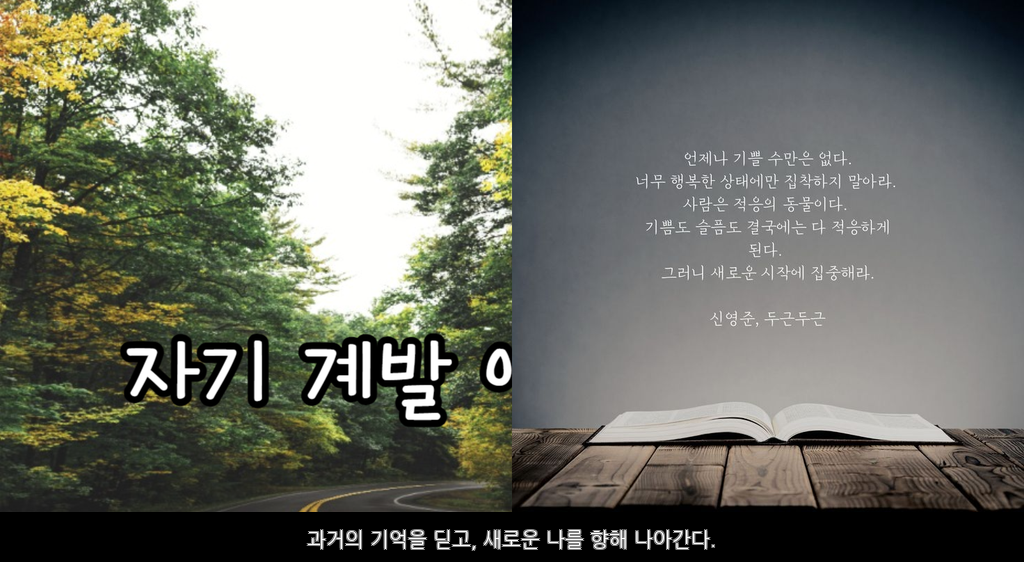 자기 계발
언제나 기쁠 수만은 없다.
너무 행복한 상태에만 집착하지 말아라.
사람은 적응의 동물이다.
기쁨도 슬픔도 결국에는 다 적응하게
된다.
그러니 새로운 시작에 집중해라.
신영준, 두근두근
과거의 기억을 딛고, 새로운 나를 향해 나아간다.